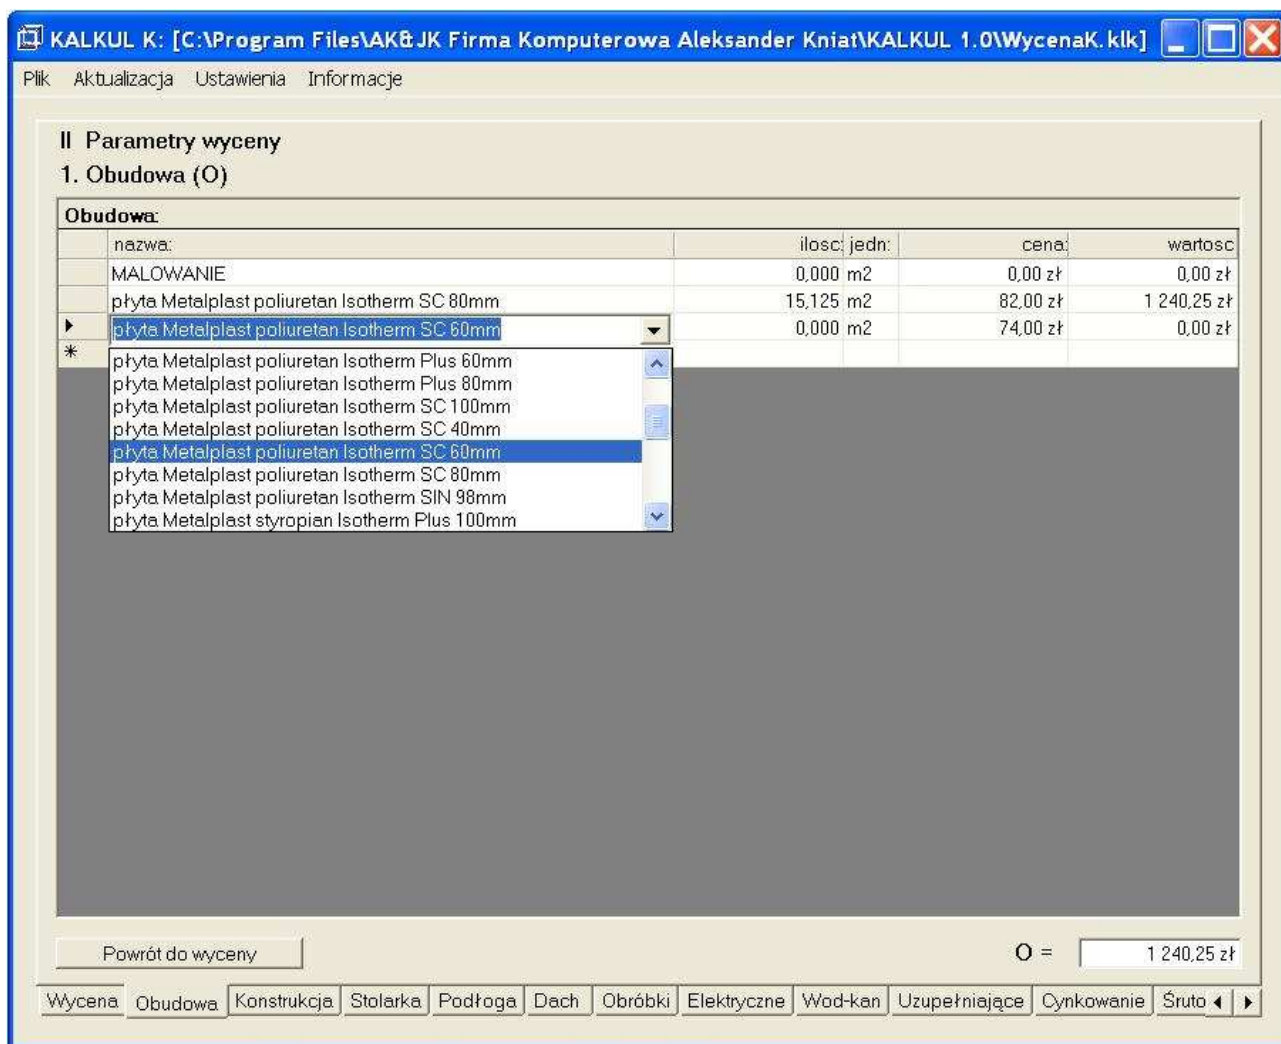 KALKUL K: [C:\Program Files\AK&JK Firma Komputerowa Aleksander Kniat\KALKUL 1.0\WycenaK.klk]
Plik Aktualizacja Ustawienia Informacje
II Parametry wyceny
1. Obudowa (O)
Obudowa:
nazwa: ilosc: jedn: cena: wartosc
MALOWANIE 0,000 m2 0,00 zł 0,00 zł
płyta Metalplast poliuretan Isotherm SC 80mm 15,125 m2 82,00 zł 1 240,25 zł
płyta Metalplast poliuretan Isotherm SC 60mm 0,000 m2 74,00 zł 0,00 zł
płyta Metalplast poliuretan Isotherm Plus 60mm
płyta Metalplast poliuretan Isotherm Plus 80mm
płyta Metalplast poliuretan Isotherm SC 100mm
płyta Metalplast poliuretan Isotherm SC 40mm
płyta Metalplast poliuretan Isotherm SC 60mm
płyta Metalplast poliuretan Isotherm SC 80mm
płyta Metalplast poliuretan Isotherm SIN 98mm
płyta Metalplast styropian Isotherm Plus 100mm
Powrót do wyceny O = 1 240,25 zł
Wycena Obudowa Konstrukcja Stolarka Podłoga Dach Obróbki Elektryczne Wod-kan Uzupełniające Cynkowanie Śruto